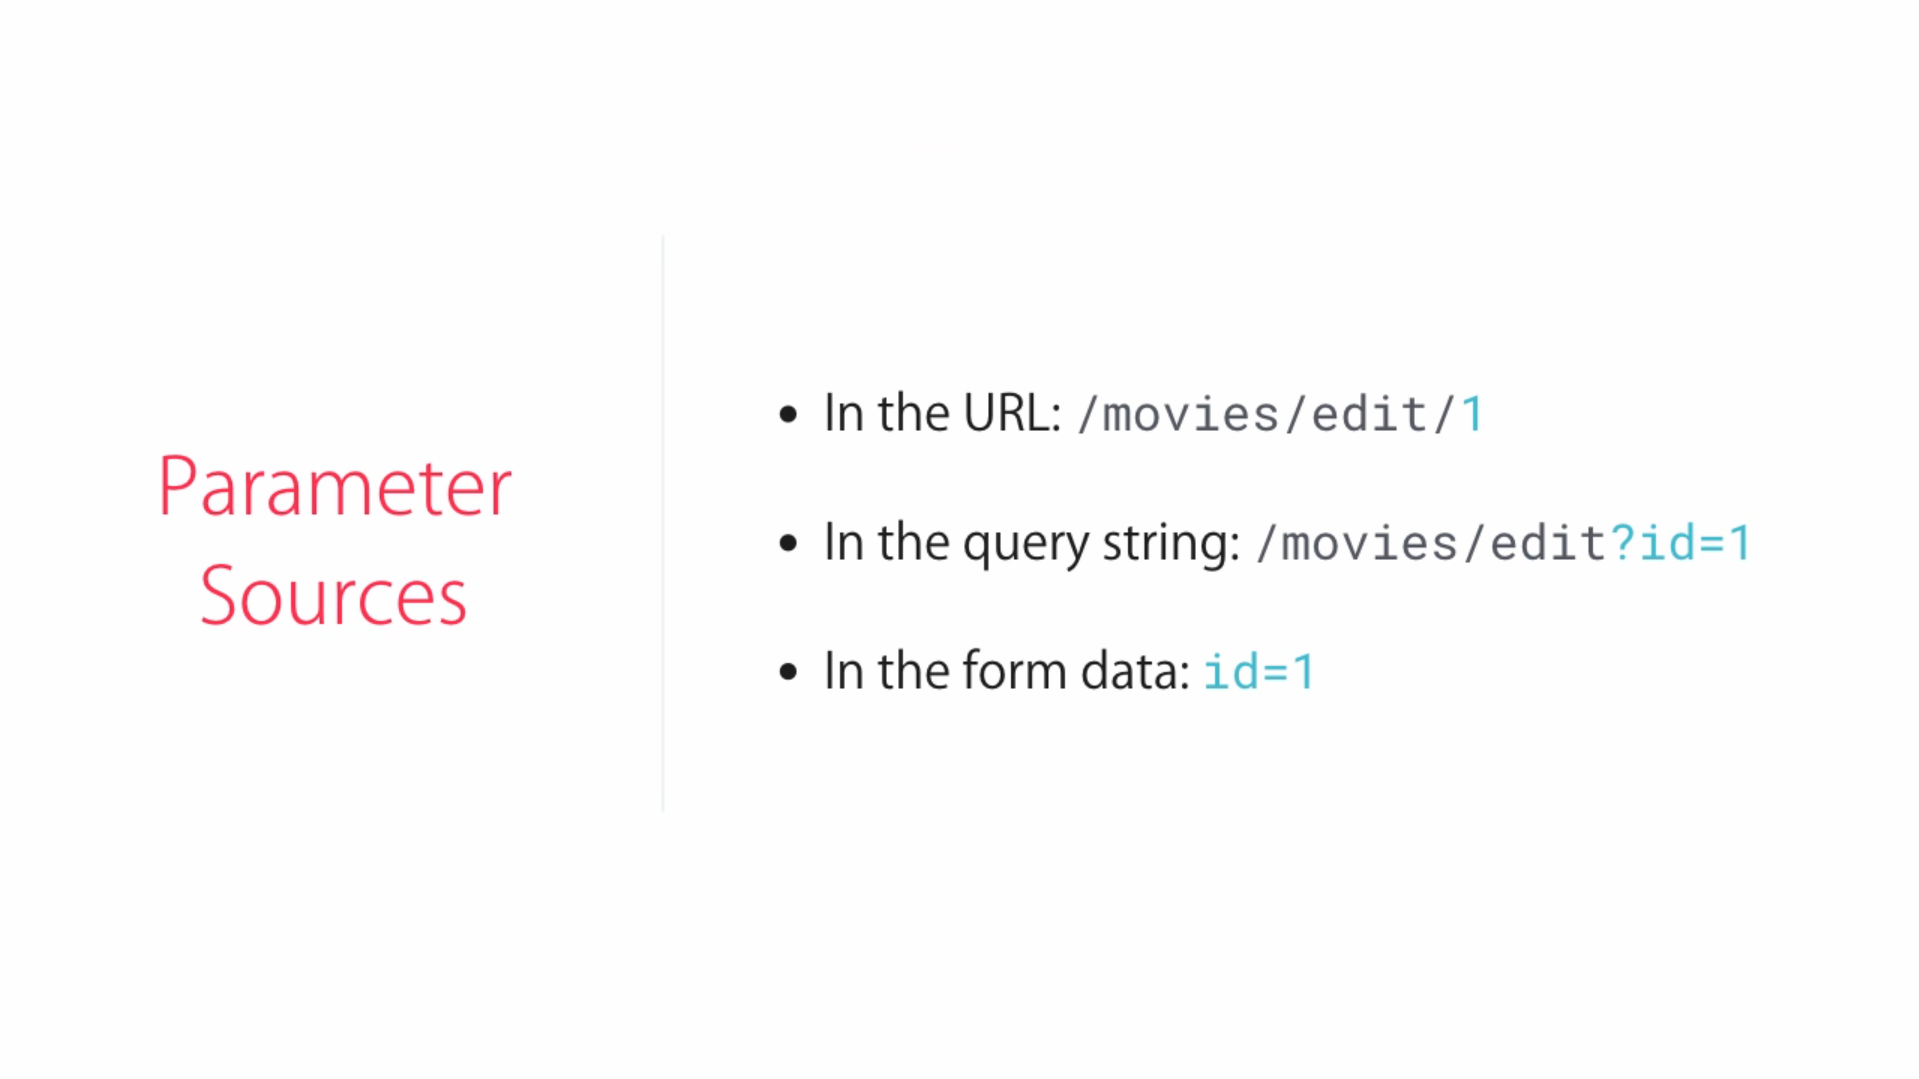 Parameter
Sources
• In the URL: /movies/edit/1
• In the query string: /movies/edit?id=1
• In the form data: id=1